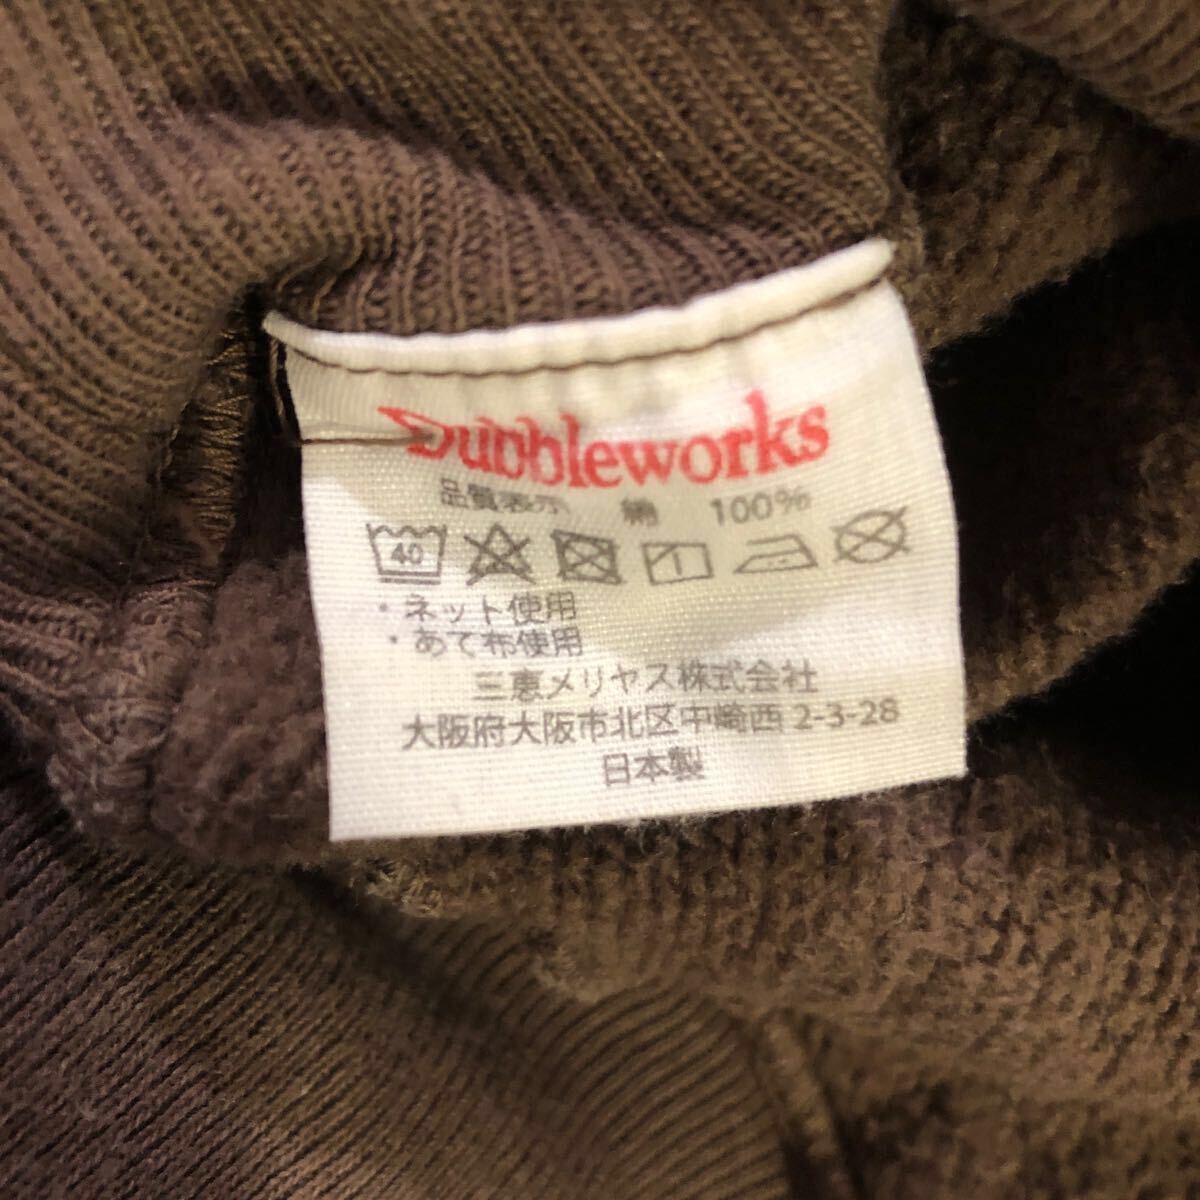 Dubbleworks
品質表示 綿 100%
40
・ネット使用
・あて布使用
三恵メリヤス株式会社
大阪府大阪市北区中崎西2-3-28
日本製